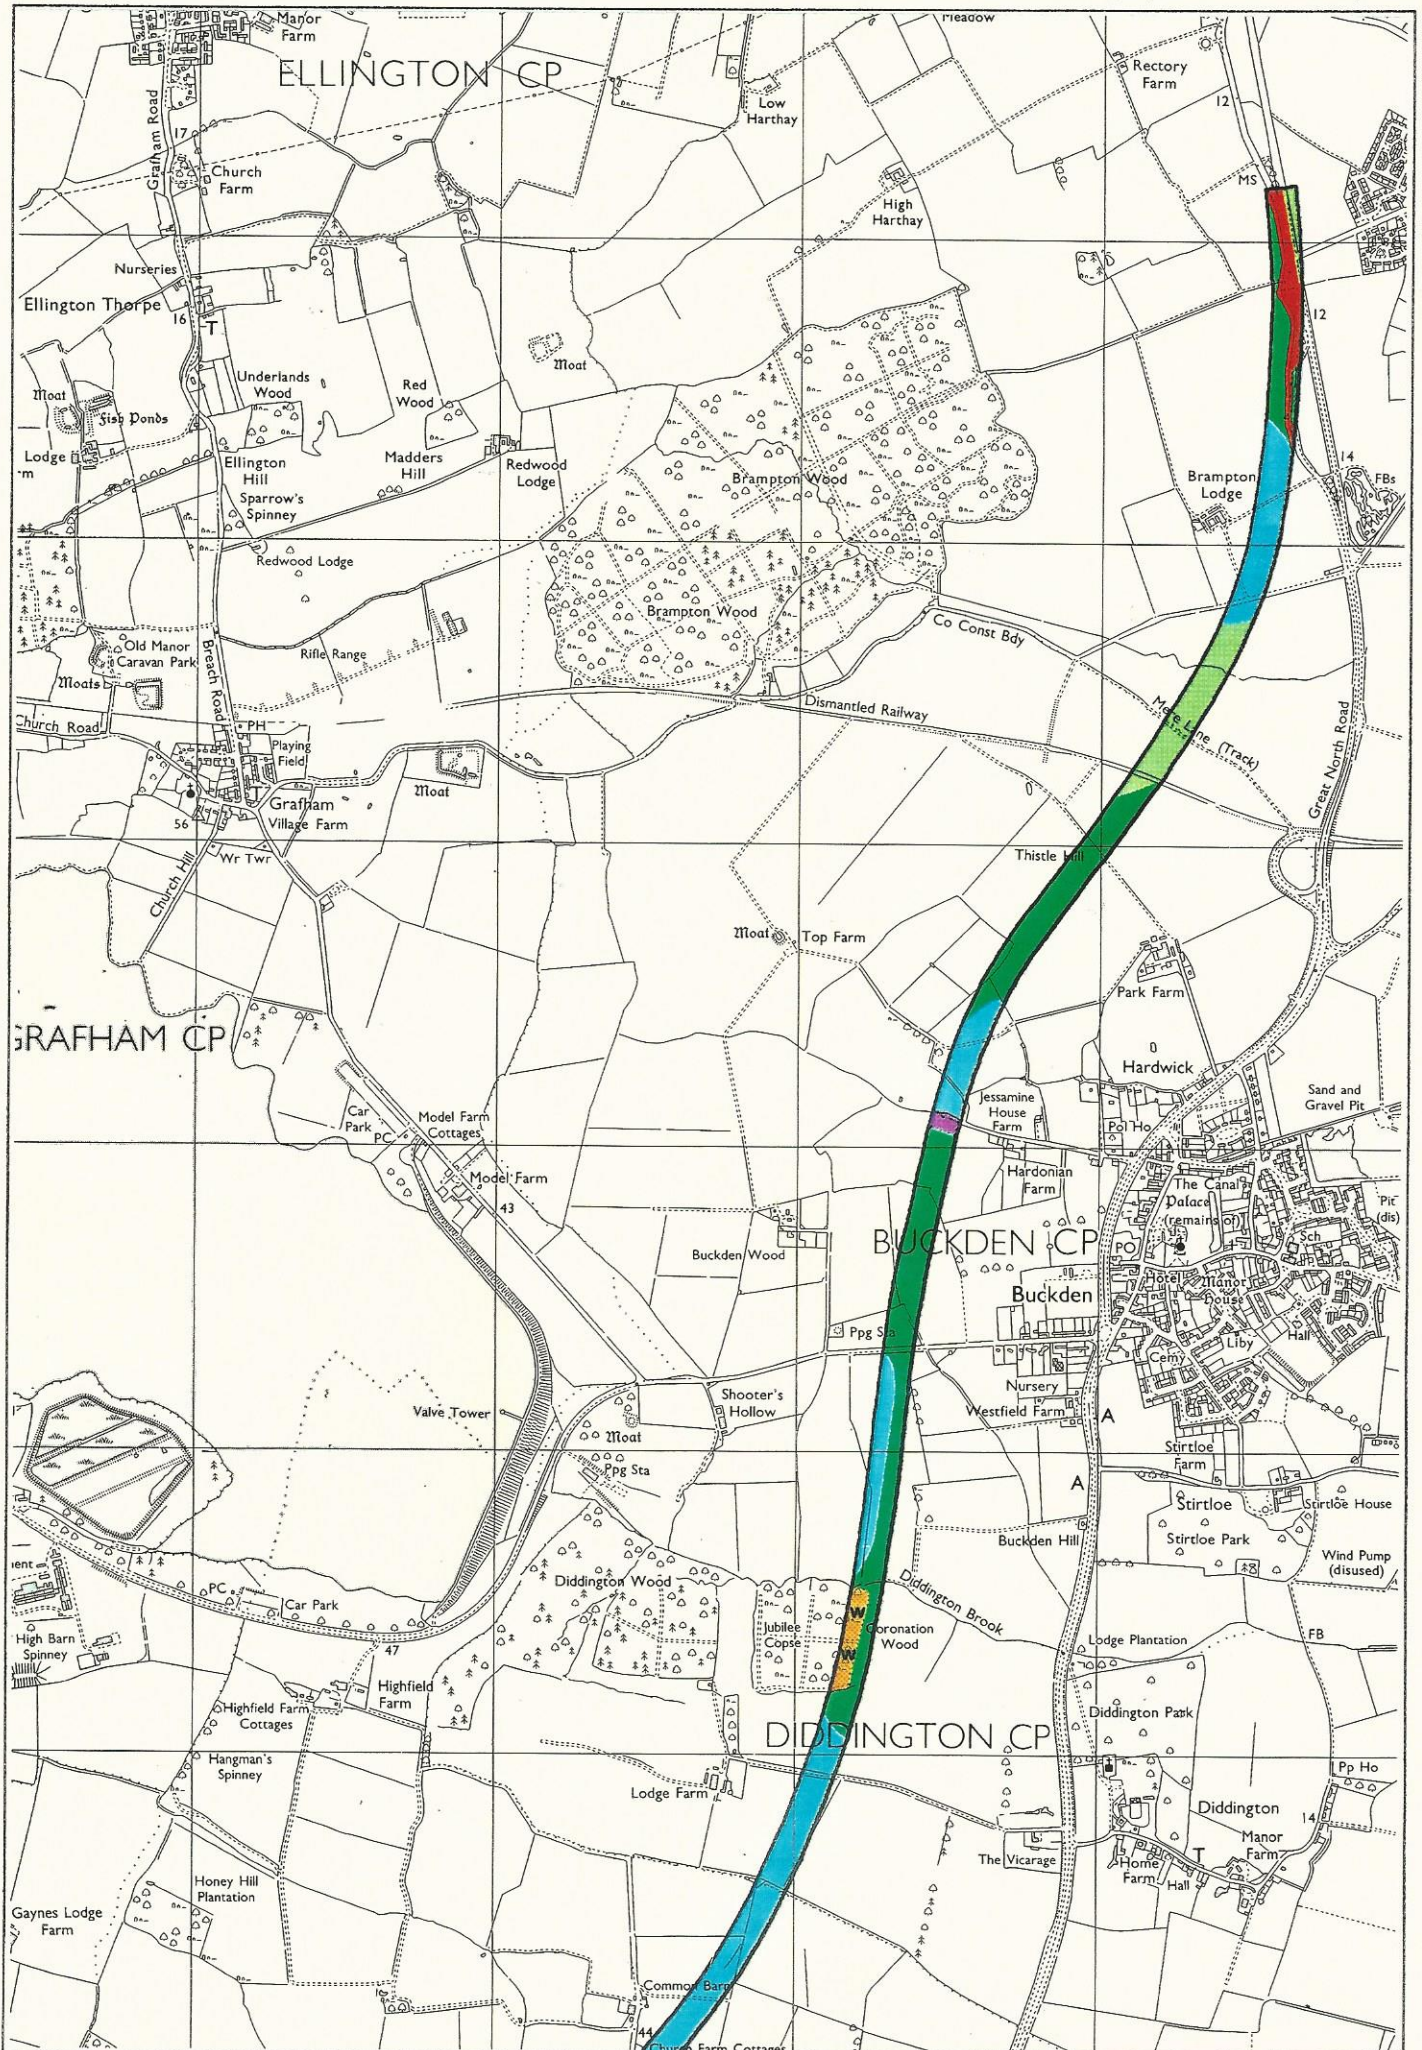 Manor
Farm
Meadow
ELLINGTON CP
Rectory
Farm
Low
Harthay
12
Grafham Road
17
Church
Farm
MS
High
Harthay
Nurseries
Ellington Thorpe
16
T
12
Moat
Underlands
Wood
Red
Wood
Moat
Fish Ponds
Lodge
Ellington
Hill
Madders
Hill
Redwood
Lodge
14
FBs
Brampton Wood
Brampton
Lodge
Sparrow's
Spinney
Redwood Lodge
Brampton Wood
Co Const Bdy
Old Manor
Caravan Park
Breach Road
Rifle Range
Moats
Dismantled Railway
Mere Lane (Track)
Great North Road
Church Road
PH
Playing
Field
Moat
T
Grafham
Village Farm
56
Wr Twr
Church Hill
Thistle Hill
Moat
Top Farm
Park Farm
GRAFHAM CP
Hardwick
Car
Park
PC
Model Farm
Cottages
Jessamine
House
Farm
Sand and
Gravel Pit
Pol Ho
Model Farm
43
Hardonian
Farm
The Canal
Palace
(remains of)
Pit
(dis)
Buckden Wood
BUCKDEN CP
PO
Sch
Hotel
Manor
House
Buckden
Ppg Sta
Liby
Hall
Cemy
Nursery
Shooter's
Hollow
Westfield Farm
A
Valve Tower
Moat
Stirtloe
Farm
Ppg Sta
A
Stirtloe
Stirtloe House
Buckden Hill
Stirtloe Park
Wind Pump
(disused)
Diddington Wood
Diddington Brook
PC
Car Park
W
Jubilee
Copse
Coronation
Wood
W
High Barn
Spinney
47
Lodge Plantation
FB
Highfield
Farm
Highfield Farm
Cottages
Diddington Park
DIDDINGTON CP
Hangman's
Spinney
Pp Ho
Lodge Farm
Diddington
14
Manor
Farm
The Vicarage
T
Home
Farm
Hall
Honey Hill
Plantation
Gaynes Lodge
Farm
Common Barn
44
Church Farm Cottages